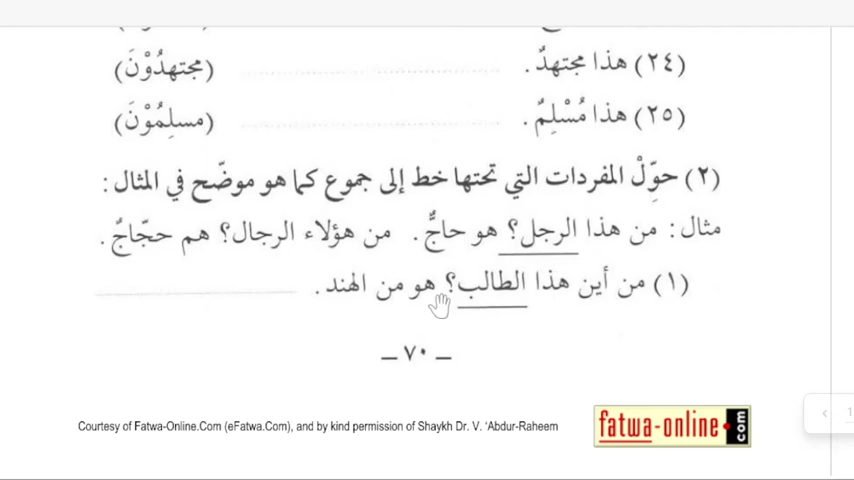 (٢٤) هذا مجتهدٌ . ............ (مجتهدُوْنَ)
(٢٥) هذا مُسْلِمٌ . ............ (مسلِمُوْنَ)
(٢) حوِّلْ المفردات التي تحتها خط إلى جموع كما هو موضّح في المثال :
مثال : من هذا الرجل؟ هو حاجٌّ . من هؤلاء الرجال؟ هم حجّاجٌ .
(١) من أين هذا الطالب؟ هو من الهند . ............
– ٧٠ –
Courtesy of Fatwa-Online.Com (eFatwa.Com), and by kind permission of Shaykh Dr. V. ‘Abdur-Raheem
fatwa-online.com
1